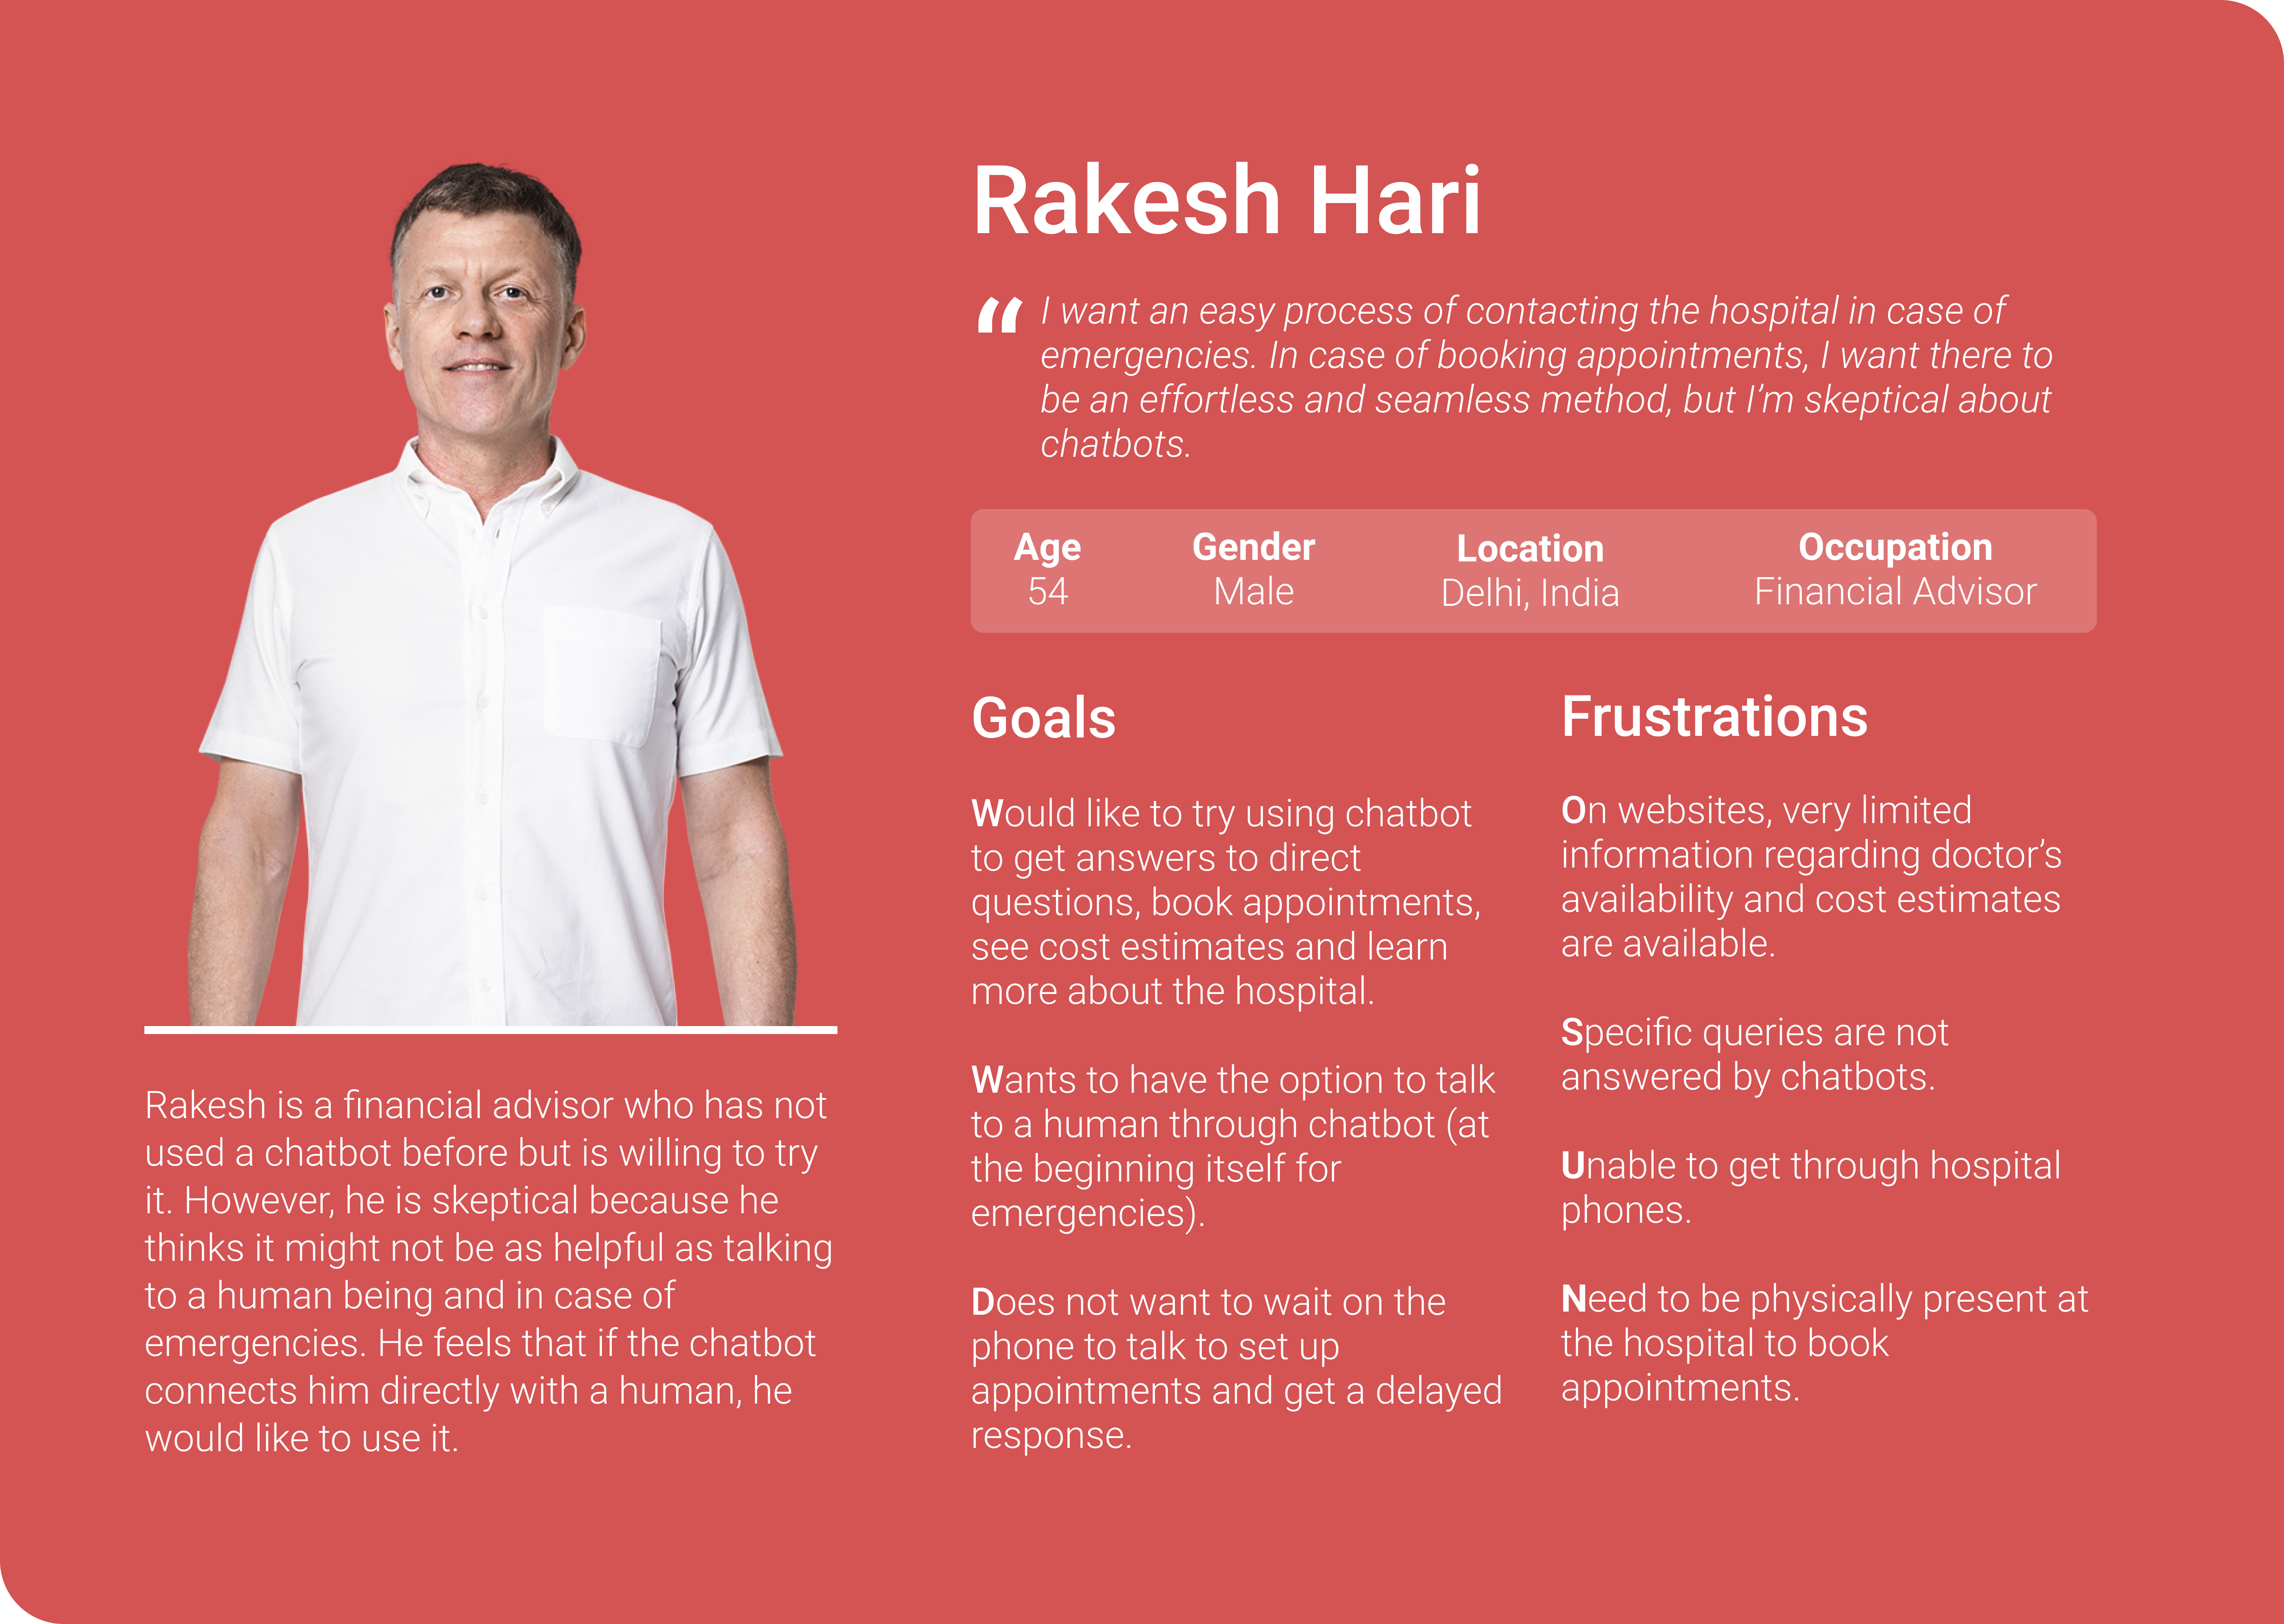 Rakesh Hari
“ I want an easy process of contacting the hospital in case of
emergencies. In case of booking appointments, I want there to
be an effortless and seamless method, but I’m skeptical about
chatbots.
Age
54
Gender
Male
Location
Delhi, India
Occupation
Financial Advisor
Goals
Would like to try using chatbot
to get answers to direct
questions, book appointments,
see cost estimates and learn
more about the hospital.
Wants to have the option to talk
to a human through chatbot (at
the beginning itself for
emergencies).
Does not want to wait on the
phone to talk to set up
appointments and get a delayed
response.
Frustrations
On websites, very limited
information regarding doctor’s
availability and cost estimates
are available.
Specific queries are not
answered by chatbots.
Unable to get through hospital
phones.
Need to be physically present at
the hospital to book
appointments.
Rakesh is a financial advisor who has not
used a chatbot before but is willing to try
it. However, he is skeptical because he
thinks it might not be as helpful as talking
to a human being and in case of
emergencies. He feels that if the chatbot
connects him directly with a human, he
would like to use it.